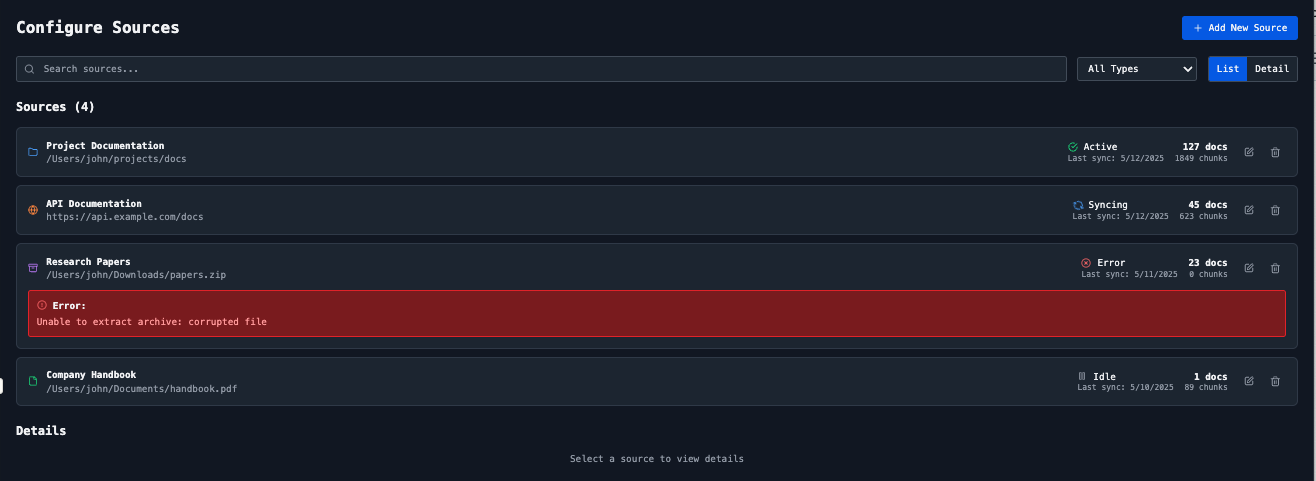 Configure Sources
+ Add New Source
Search sources...
All Types
List
Detail
Sources (4)
Project Documentation
/Users/john/projects/docs
Active
Last sync: 5/12/2025
127 docs
1849 chunks
API Documentation
https://api.example.com/docs
Syncing
Last sync: 5/12/2025
45 docs
623 chunks
Research Papers
/Users/john/Downloads/papers.zip
Error
Last sync: 5/11/2025
23 docs
0 chunks
Error:
Unable to extract archive: corrupted file
Company Handbook
/Users/john/Documents/handbook.pdf
Idle
Last sync: 5/10/2025
1 docs
89 chunks
Details
Select a source to view details